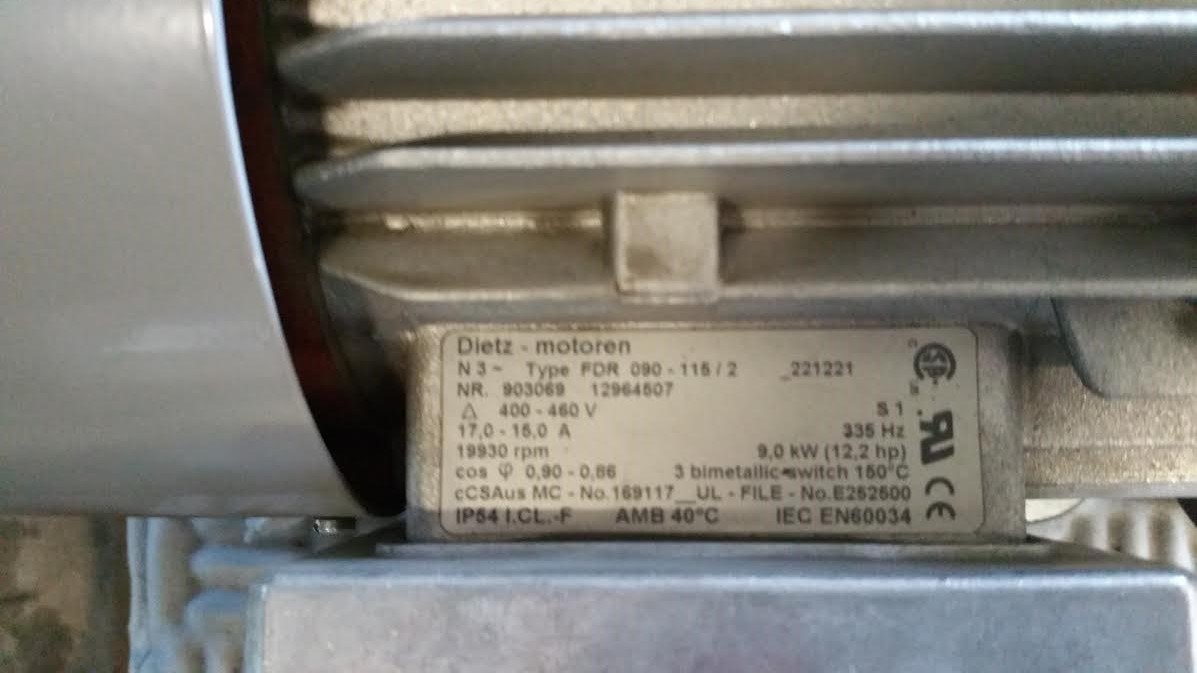 Dietz - motoren
N 3 ~ Type FDR 090 - 115 / 2 _221221
NR. 903069 12964507
△ 400 - 460 V S 1
17,0 - 15,0 A 335 Hz
19930 rpm 9,0 kW (12,2 hp)
cos φ 0,90 - 0,86 3 bimetallic-switch 150°C
cCSAus MC - No.169117__UL - FILE - No.E252500
IP54 I.CL.-F AMB 40°C IEC EN60034